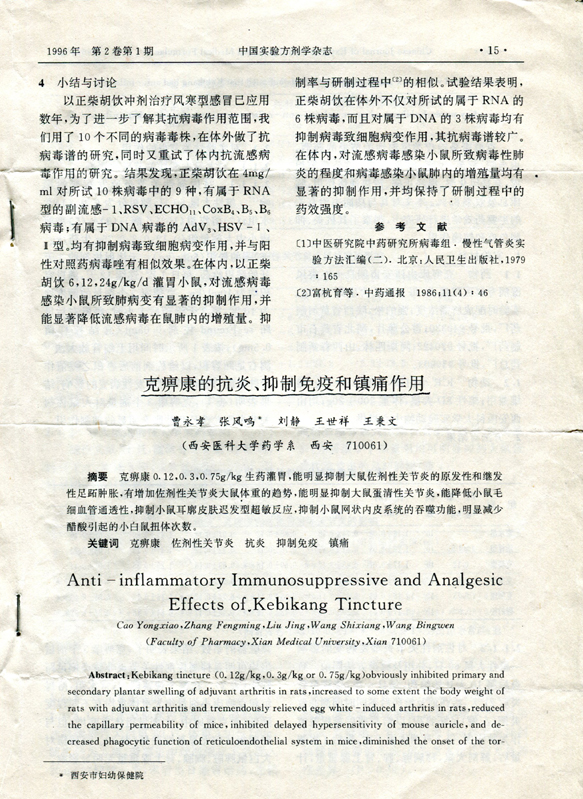 1996年 第2卷第1期 中国实验方剂学杂志 ·15·
4 小结与讨论
以正柴胡饮冲剂治疗风寒型感冒已应用
数年,为了进一步了解其抗病毒作用范围,我
们用了10个不同的病毒毒株,在体外做了抗
病毒谱的研究,同时又重试了体内抗流感病
毒作用的研究。结果发现,正柴胡饮在4mg/
ml对所试10株病毒中的9种,有属于RNA
型的副流感-1、RSV、ECHO₁₁、CoxB₄、B₅、B₆
病毒;有属于DNA病毒的AdV₃、HSV-Ⅰ、
Ⅱ型。均有抑制病毒致细胞病变作用,并与阳
性对照药病毒唑有相似效果。在体内,以正柴
胡饮6,12,24g/kg/d灌胃小鼠,对流感病毒
感染小鼠所致肺病变有显著的抑制作用,并
能显著降低流感病毒在鼠肺内的增殖量。抑
制率与研制过程中[2]的相似。试验结果表明,
正柴胡饮在体外不仅对所试的属于RNA的
6株病毒,而且对属于DNA的3株病毒均有
抑制病毒致细胞病变作用,其抗病毒谱较广。
在体内,对流感病毒感染小鼠所致病毒性肺
炎的程度和病毒感染小鼠肺内的增殖量均有
显著的抑制作用,并均保持了研制过程中的
药效强度。
参考文献
[1]中医研究院中药研究所病毒组.慢性气管炎实
验方法汇编(二).北京:人民卫生出版社,1979
:165
[2]富杭育等.中药通报 1986;11(4):46
克痹康的抗炎、抑制免疫和镇痛作用
曹永孝 张风鸣* 刘静 王世祥 王秉文
(西安医科大学药学系 西安 710061)
摘要 克痹康0.12,0.3,0.75g/kg生药灌胃,能明显抑制大鼠佐剂性关节炎的原发性和继发
性足跖肿胀,有增加佐剂性关节炎大鼠体重的趋势,能明显抑制大鼠蛋清性关节炎,能降低小鼠毛
细血管通透性,抑制小鼠耳廓皮肤迟发型超敏反应,抑制小鼠网状内皮系统的吞噬功能,明显减少
醋酸引起的小白鼠扭体次数。
关键词 克痹康 佐剂性关节炎 抗炎 抑制免疫 镇痛
Anti-inflammatory Immunosuppressive and Analgesic
Effects of Kebikang Tincture
Cao Yongxiao,Zhang Fengming,Liu Jing,Wang Shixiang,Wang Bingwen
(Faculty of Pharmacy,Xian Medical University,Xian 710061)
Abstract:Kebikang tincture (0.12g/kg,0.3g/kg or 0.75g/kg)obviously inhibited primary and
secondary plantar swelling of adjuvant arthritis in rats,increased to some extent the body weight of
rats with adjuvant arthritis and tremendously relieved egg white-induced arthritis in rats,reduced
the capillary permeability of mice,inhibited delayed hypersensitivity of mouse auricle,and de-
creased phagocytic function of reticuloendothelial system in mice,diminished the onset of the tor-
* 西安市妇幼保健院